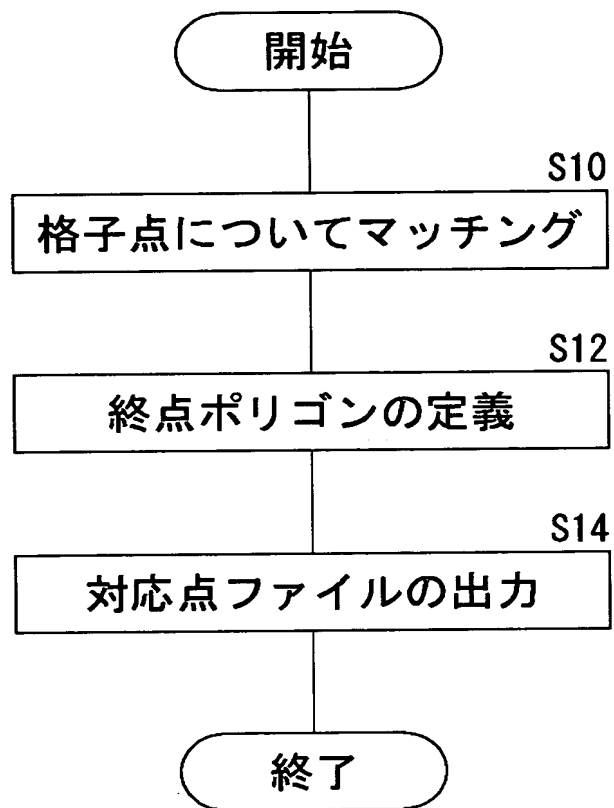 開始
S10
格子点についてマッチング
S12
終点ポリゴンの定義
S14
対応点ファイルの出力
終了